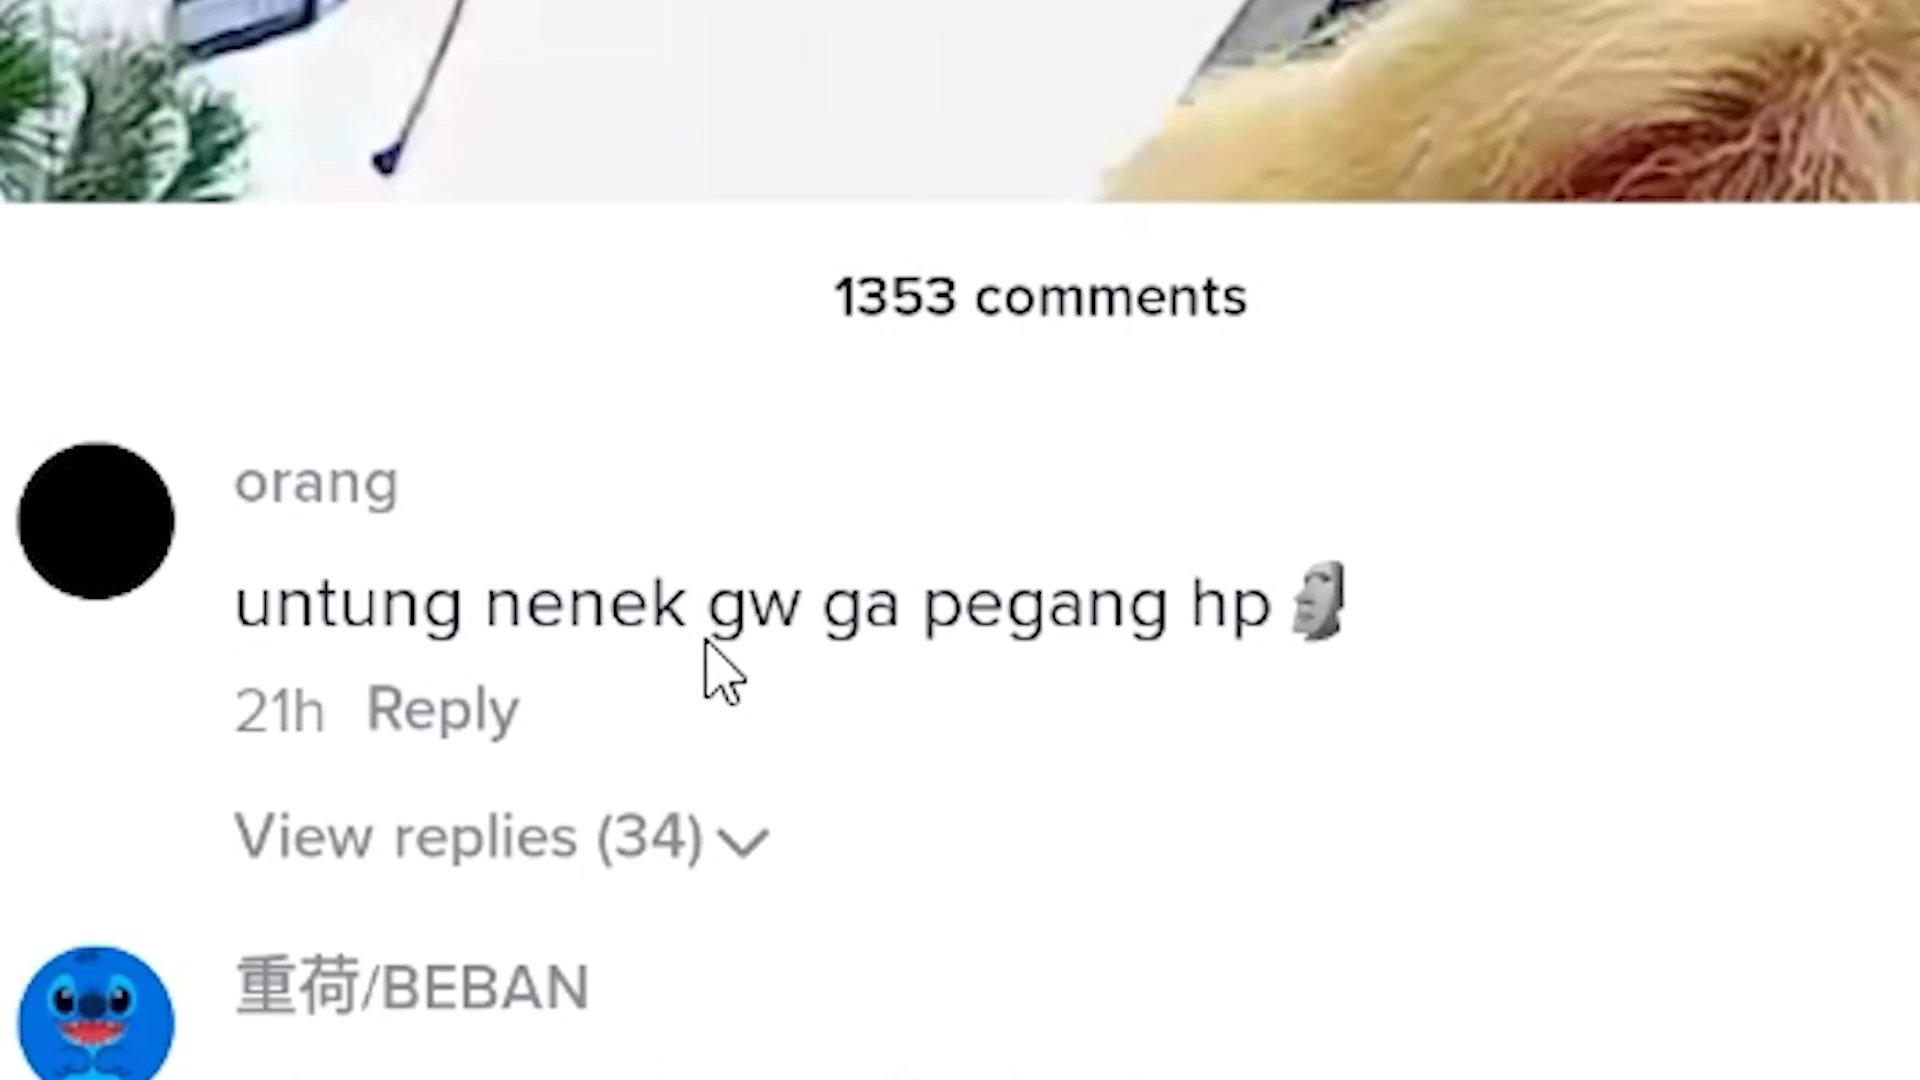 1353 comments
orang
untung nenek gw ga pegang hp🗿
21h Reply
View replies (34)
重荷/BEBAN